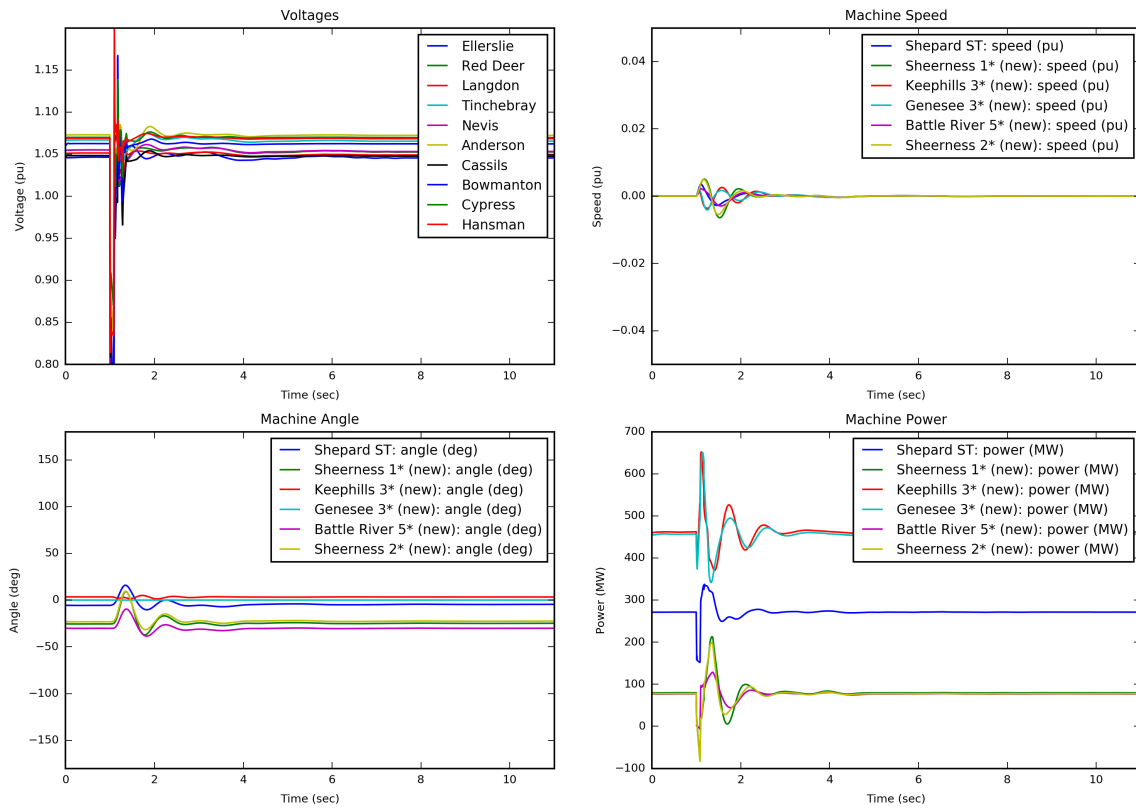 Voltages
1.15
1.10
1.05
1.00
0.95
0.90
0.85
0.80
Voltage (pu)
Ellerslie
Red Deer
Langdon
Tinchebray
Nevis
Anderson
Cassils
Bowmanton
Cypress
Hansman
0 2 4 6 8 10
Time (sec)
Machine Speed
0.04
0.02
0.00
−0.02
−0.04
Speed (pu)
Shepard ST: speed (pu)
Sheerness 1* (new): speed (pu)
Keephills 3* (new): speed (pu)
Genesee 3* (new): speed (pu)
Battle River 5* (new): speed (pu)
Sheerness 2* (new): speed (pu)
0 2 4 6 8 10
Time (sec)
Machine Angle
150
100
50
0
−50
−100
−150
Angle (deg)
Shepard ST: angle (deg)
Sheerness 1* (new): angle (deg)
Keephills 3* (new): angle (deg)
Genesee 3* (new): angle (deg)
Battle River 5* (new): angle (deg)
Sheerness 2* (new): angle (deg)
0 2 4 6 8 10
Time (sec)
Machine Power
700
600
500
400
300
200
100
0
−100
Power (MW)
Shepard ST: power (MW)
Sheerness 1* (new): power (MW)
Keephills 3* (new): power (MW)
Genesee 3* (new): power (MW)
Battle River 5* (new): power (MW)
Sheerness 2* (new): power (MW)
0 2 4 6 8 10
Time (sec)